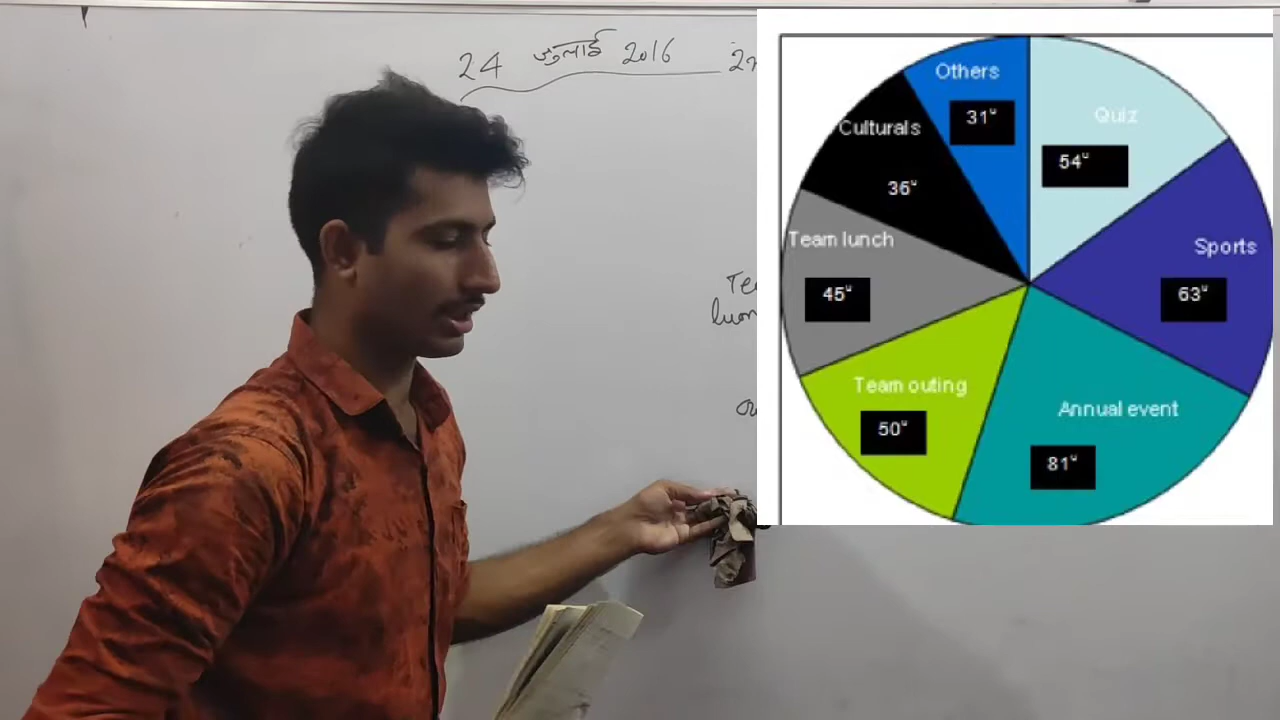 24 जुलाई 2016
Others
31°
Quiz
54°
Culturals
36°
Sports
63°
Team lunch
45°
Team outing
50°
Annual event
81°